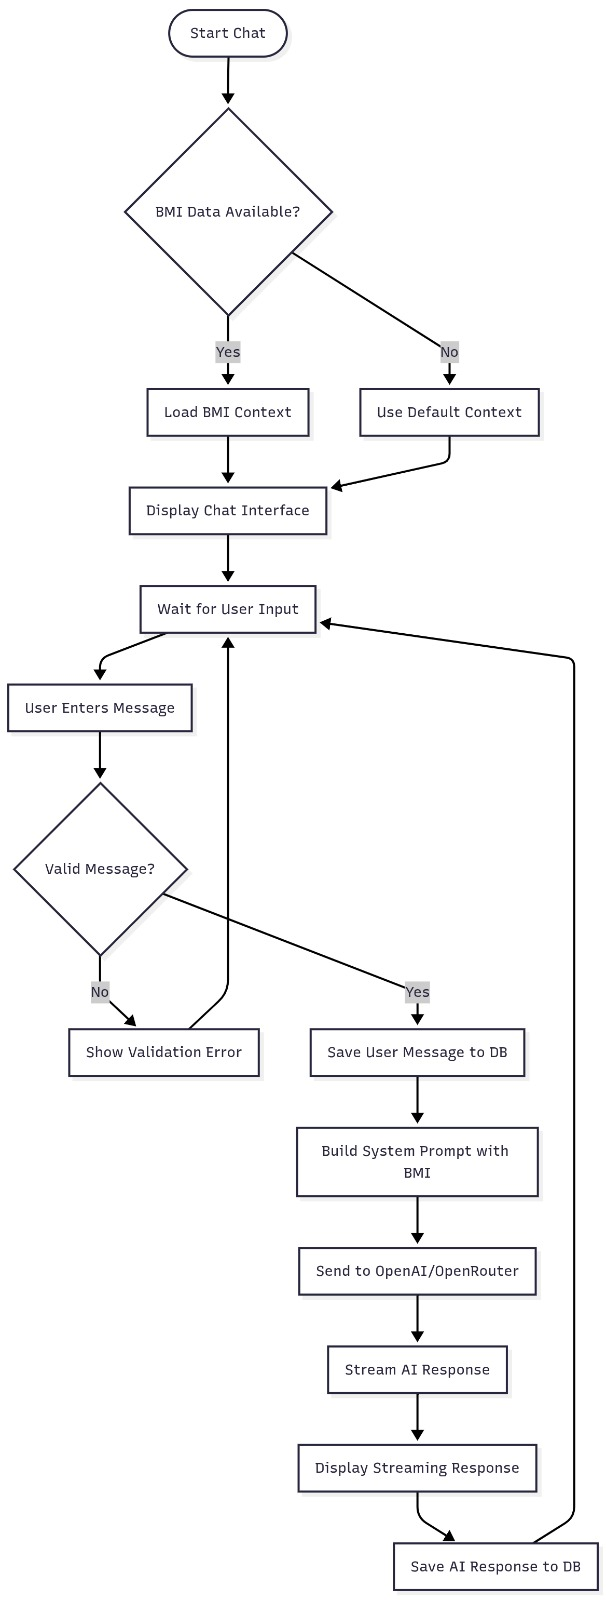 Start Chat
BMI Data Available?
Yes
No
Load BMI Context
Use Default Context
Display Chat Interface
Wait for User Input
User Enters Message
Valid Message?
No
Yes
Show Validation Error
Save User Message to DB
Build System Prompt with
BMI
Send to OpenAI/OpenRouter
Stream AI Response
Display Streaming Response
Save AI Response to DB